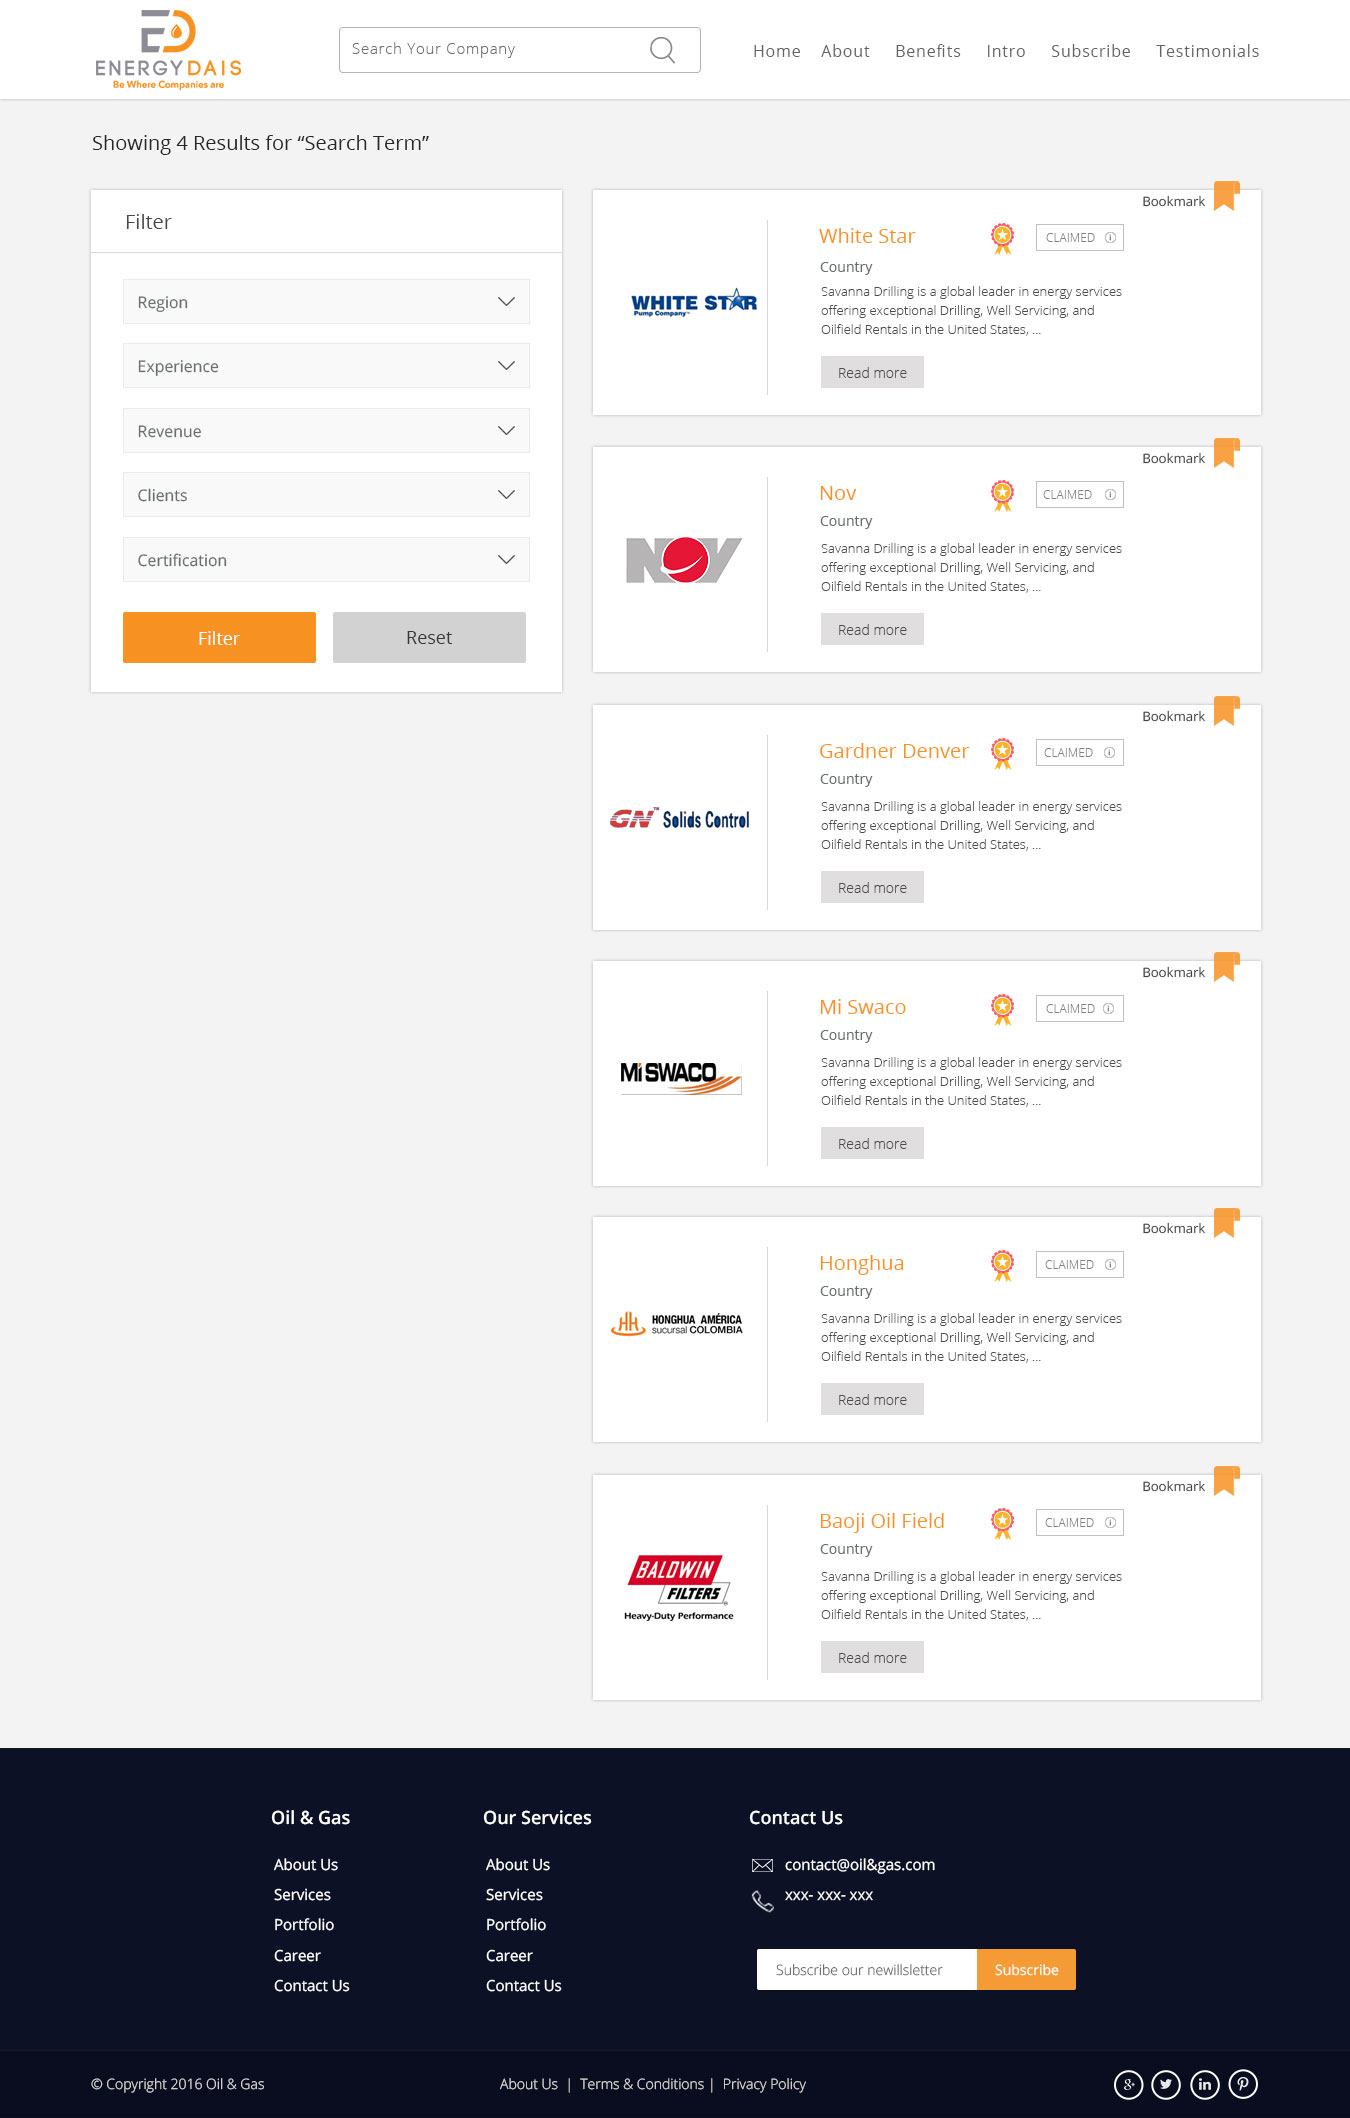 ENERGYDAIS
Be Where Companies are
Search Your Company
Home About Benefits Intro Subscribe Testimonials
Showing 4 Results for “Search Term”
Filter
Region
Experience
Revenue
Clients
Certification
Filter Reset
Bookmark
WHITE STAR
Pump Company™
White Star
CLAIMED
Country
Savanna Drilling is a global leader in energy services
offering exceptional Drilling, Well Servicing, and
Oilfield Rentals in the United States, ...
Read more
Bookmark
NOV
Nov
CLAIMED
Country
Savanna Drilling is a global leader in energy services
offering exceptional Drilling, Well Servicing, and
Oilfield Rentals in the United States, ...
Read more
Bookmark
GN™ Solids Control
Gardner Denver
CLAIMED
Country
Savanna Drilling is a global leader in energy services
offering exceptional Drilling, Well Servicing, and
Oilfield Rentals in the United States, ...
Read more
Bookmark
Mi SWACO
Mi Swaco
CLAIMED
Country
Savanna Drilling is a global leader in energy services
offering exceptional Drilling, Well Servicing, and
Oilfield Rentals in the United States, ...
Read more
Bookmark
HONGHUA AMÉRICA
sucursal COLOMBIA
Honghua
CLAIMED
Country
Savanna Drilling is a global leader in energy services
offering exceptional Drilling, Well Servicing, and
Oilfield Rentals in the United States, ...
Read more
Bookmark
BALDWIN
FILTERS®
Heavy-Duty Performance
Baoji Oil Field
CLAIMED
Country
Savanna Drilling is a global leader in energy services
offering exceptional Drilling, Well Servicing, and
Oilfield Rentals in the United States, ...
Read more
Oil & Gas
About Us
Services
Portfolio
Career
Contact Us
Our Services
About Us
Services
Portfolio
Career
Contact Us
Contact Us
contact@oil&gas.com
xxx- xxx- xxx
Subscribe our newillsletter Subscribe
© Copyright 2016 Oil & Gas
About Us | Terms & Conditions | Privacy Policy